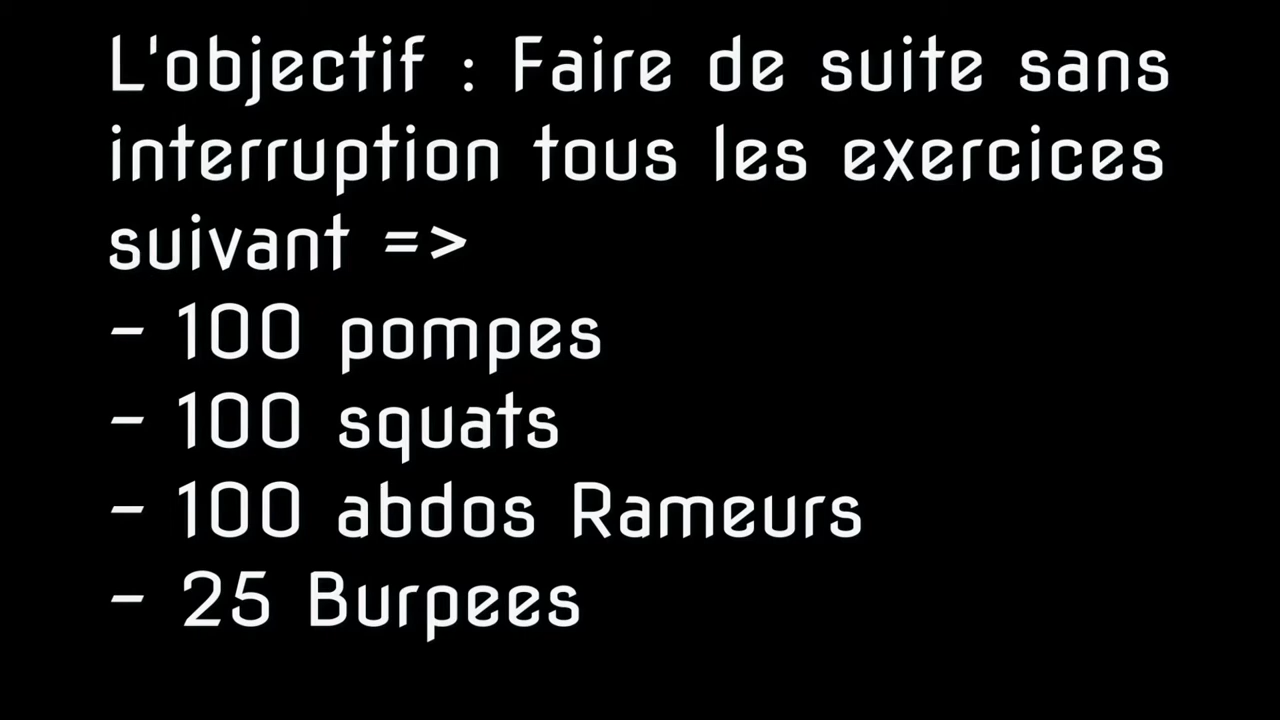 L'objectif : Faire de suite sans
interruption tous les exercices
suivant =>
- 100 pompes
- 100 squats
- 100 abdos Rameurs
- 25 Burpees